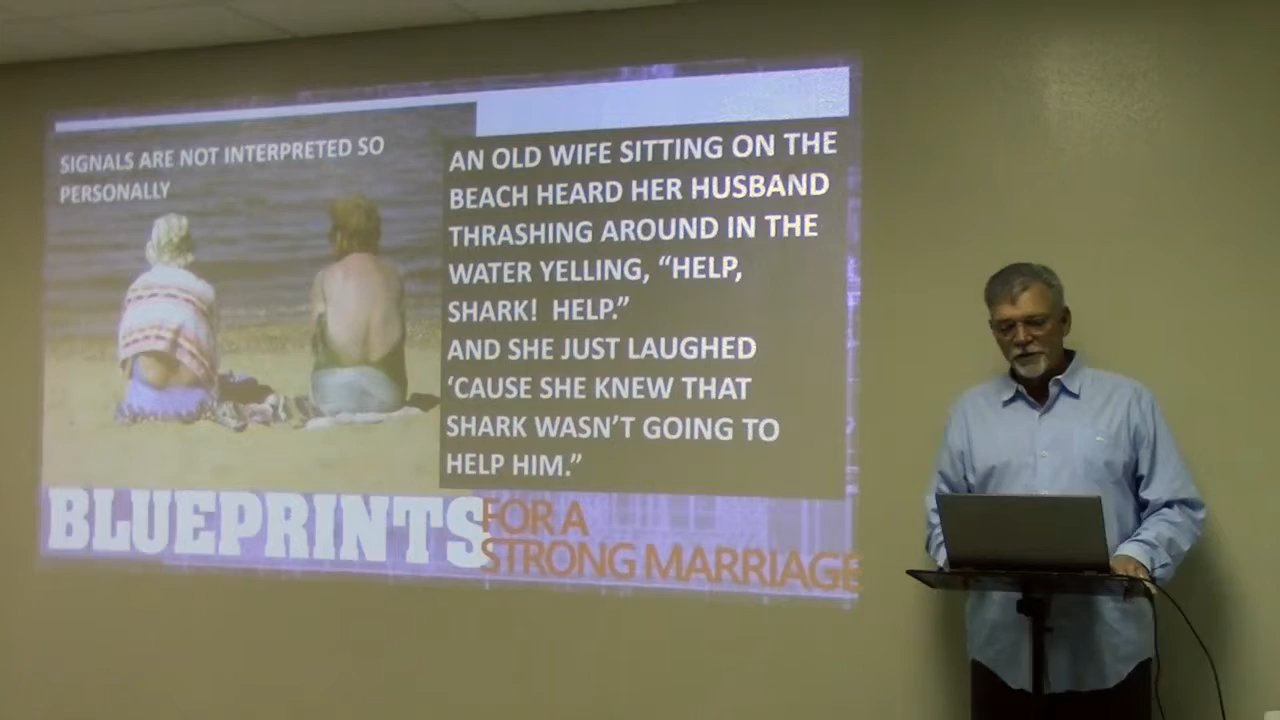 SIGNALS ARE NOT INTERPRETED SO
PERSONALLY
AN OLD WIFE SITTING ON THE
BEACH HEARD HER HUSBAND
THRASHING AROUND IN THE
WATER YELLING, “HELP,
SHARK!  HELP.”
AND SHE JUST LAUGHED
‘CAUSE SHE KNEW THAT
SHARK WASN’T GOING TO
HELP HIM.”
BLUEPRINTS
FOR A
STRONG MARRIAGE